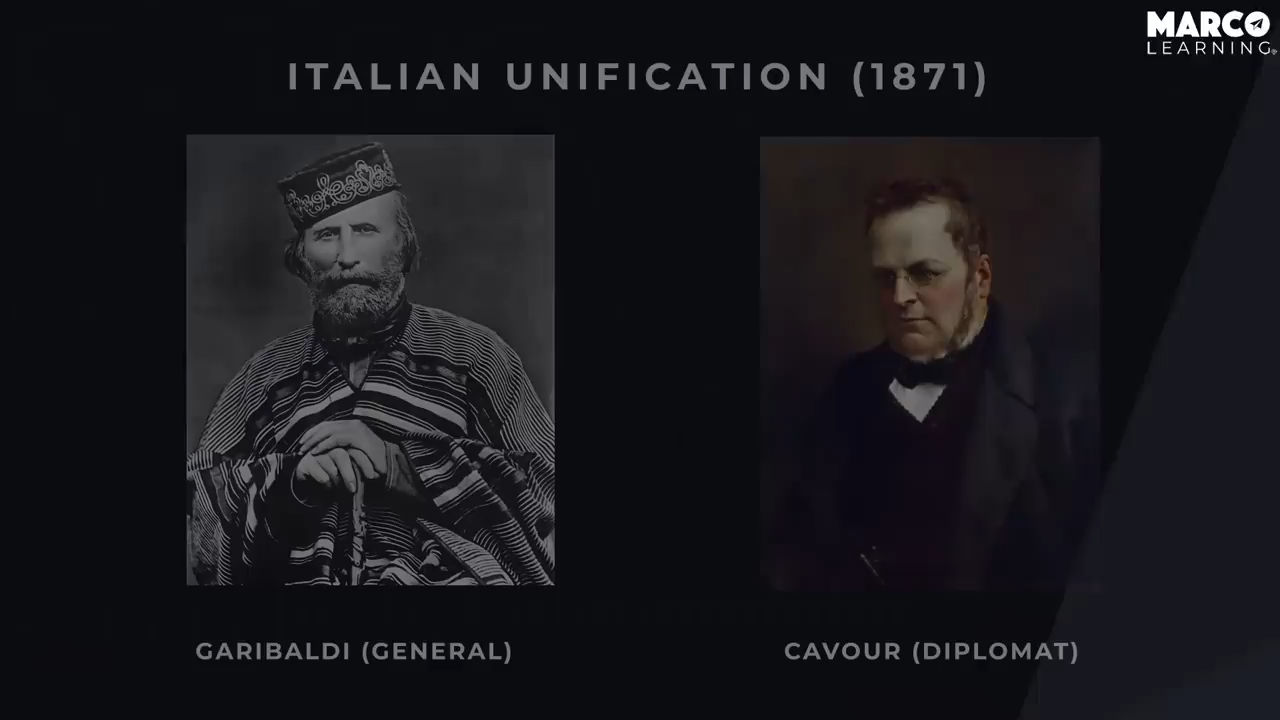 MARCO
LEARNING
ITALIAN UNIFICATION (1871)
GARIBALDI (GENERAL)
CAVOUR (DIPLOMAT)